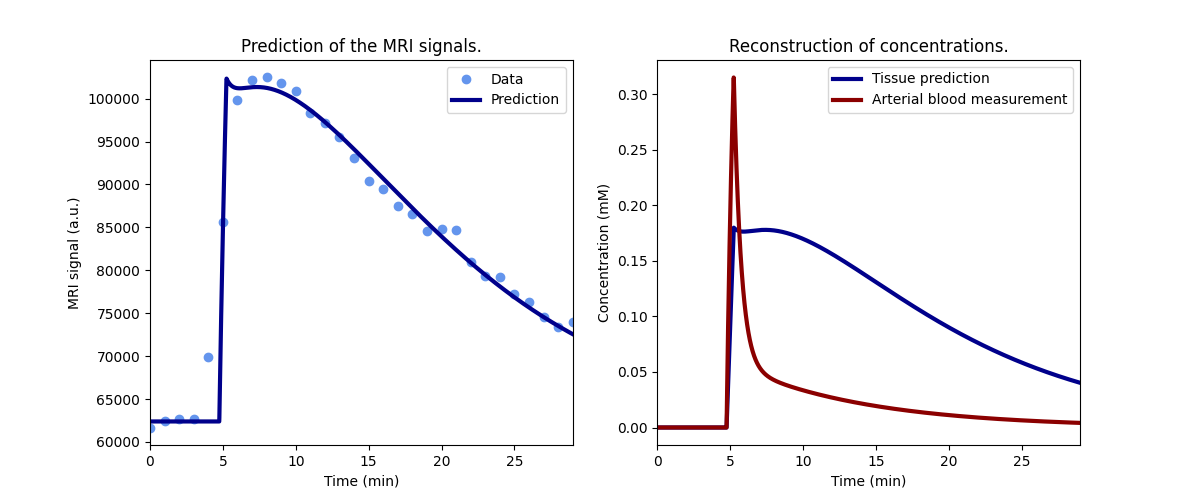 Prediction of the MRI signals.
MRI signal (a.u.)
100000
95000
90000
85000
80000
75000
70000
65000
60000
0 5 10 15 20 25
Time (min)
Data
Prediction
Reconstruction of concentrations.
Concentration (mM)
0.30
0.25
0.20
0.15
0.10
0.05
0.00
0 5 10 15 20 25
Time (min)
Tissue prediction
Arterial blood measurement